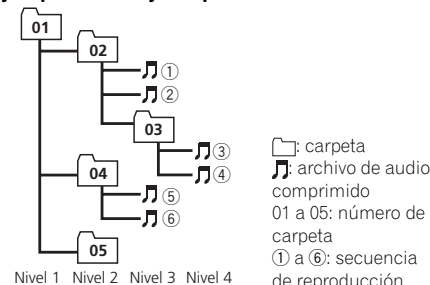 01
02
①
②
03
③
④
04
⑤
⑥
05
Nivel 1 Nivel 2 Nivel 3 Nivel 4
: carpeta
: archivo de audio
comprimido
01 a 05: número de
carpeta
① a ⑥: secuencia
de reproducción